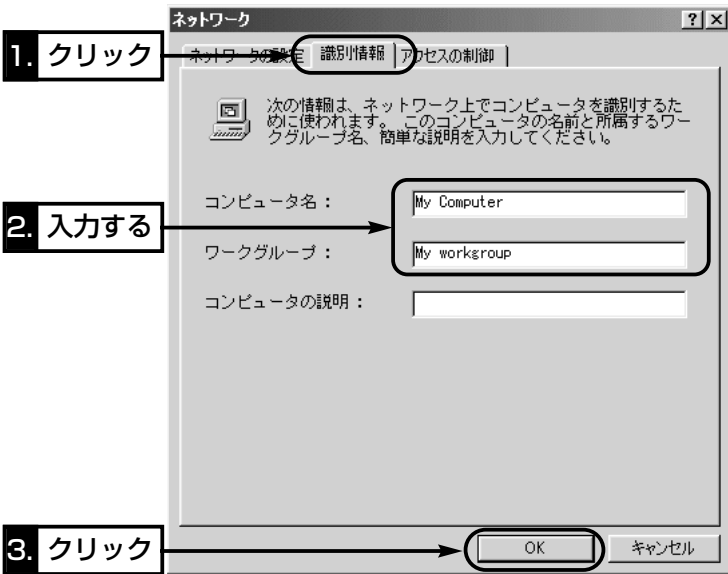 ネットワーク
1. クリック
ネットワークの設定 識別情報 アクセスの制御
次の情報は、ネットワーク上でコンピュータを識別するた
めに使われます。 このコンピュータの名前と所属するワー
クグループ名、簡単な説明を入力してください。
2. 入力する
コンピュータ名： My Computer
ワークグループ： My workgroup
コンピュータの説明：
3. クリック
OK キャンセル